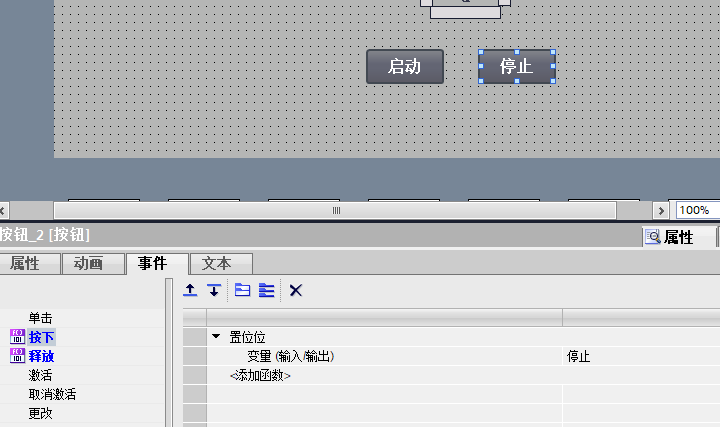 启动
停止
100%
按钮_2 [按钮]
属性
属性
动画
事件
文本
单击
按下
释放
激活
取消激活
更改
置位位
变量 (输入/输出)
停止
<添加函数>